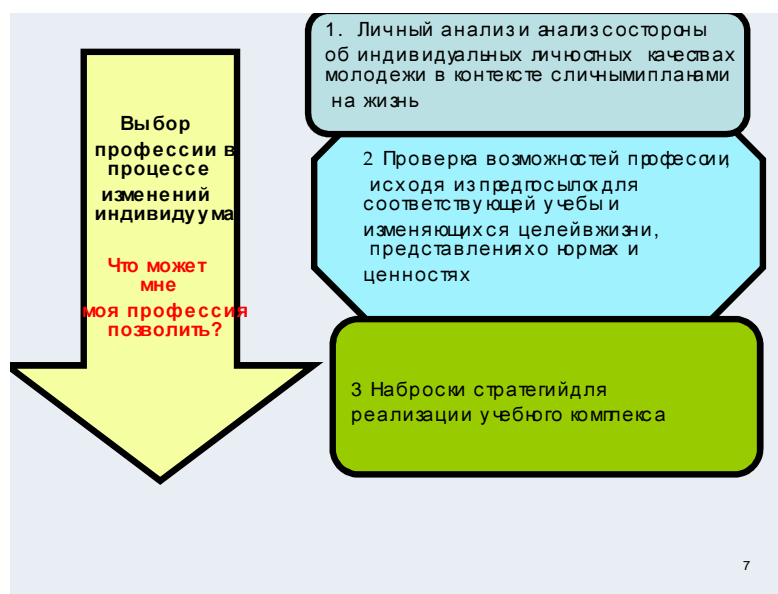 Выбор
профессии в
процессе
изменений
индивидуума
Что может
мне
моя профессия
позволить?
1. Личный анализ и анализ со стороны
об индивидуальных личностных качествах
молодежи в контексте с личными планами
на жизнь
2 Проверка возможностей профессии,
исходя из предпосылок для
соответствующей учебы и
изменяющихся целей в жизни,
представлениях о нормах и
ценностях
3 Наброски стратегий для
реализации учебного комплекса
7